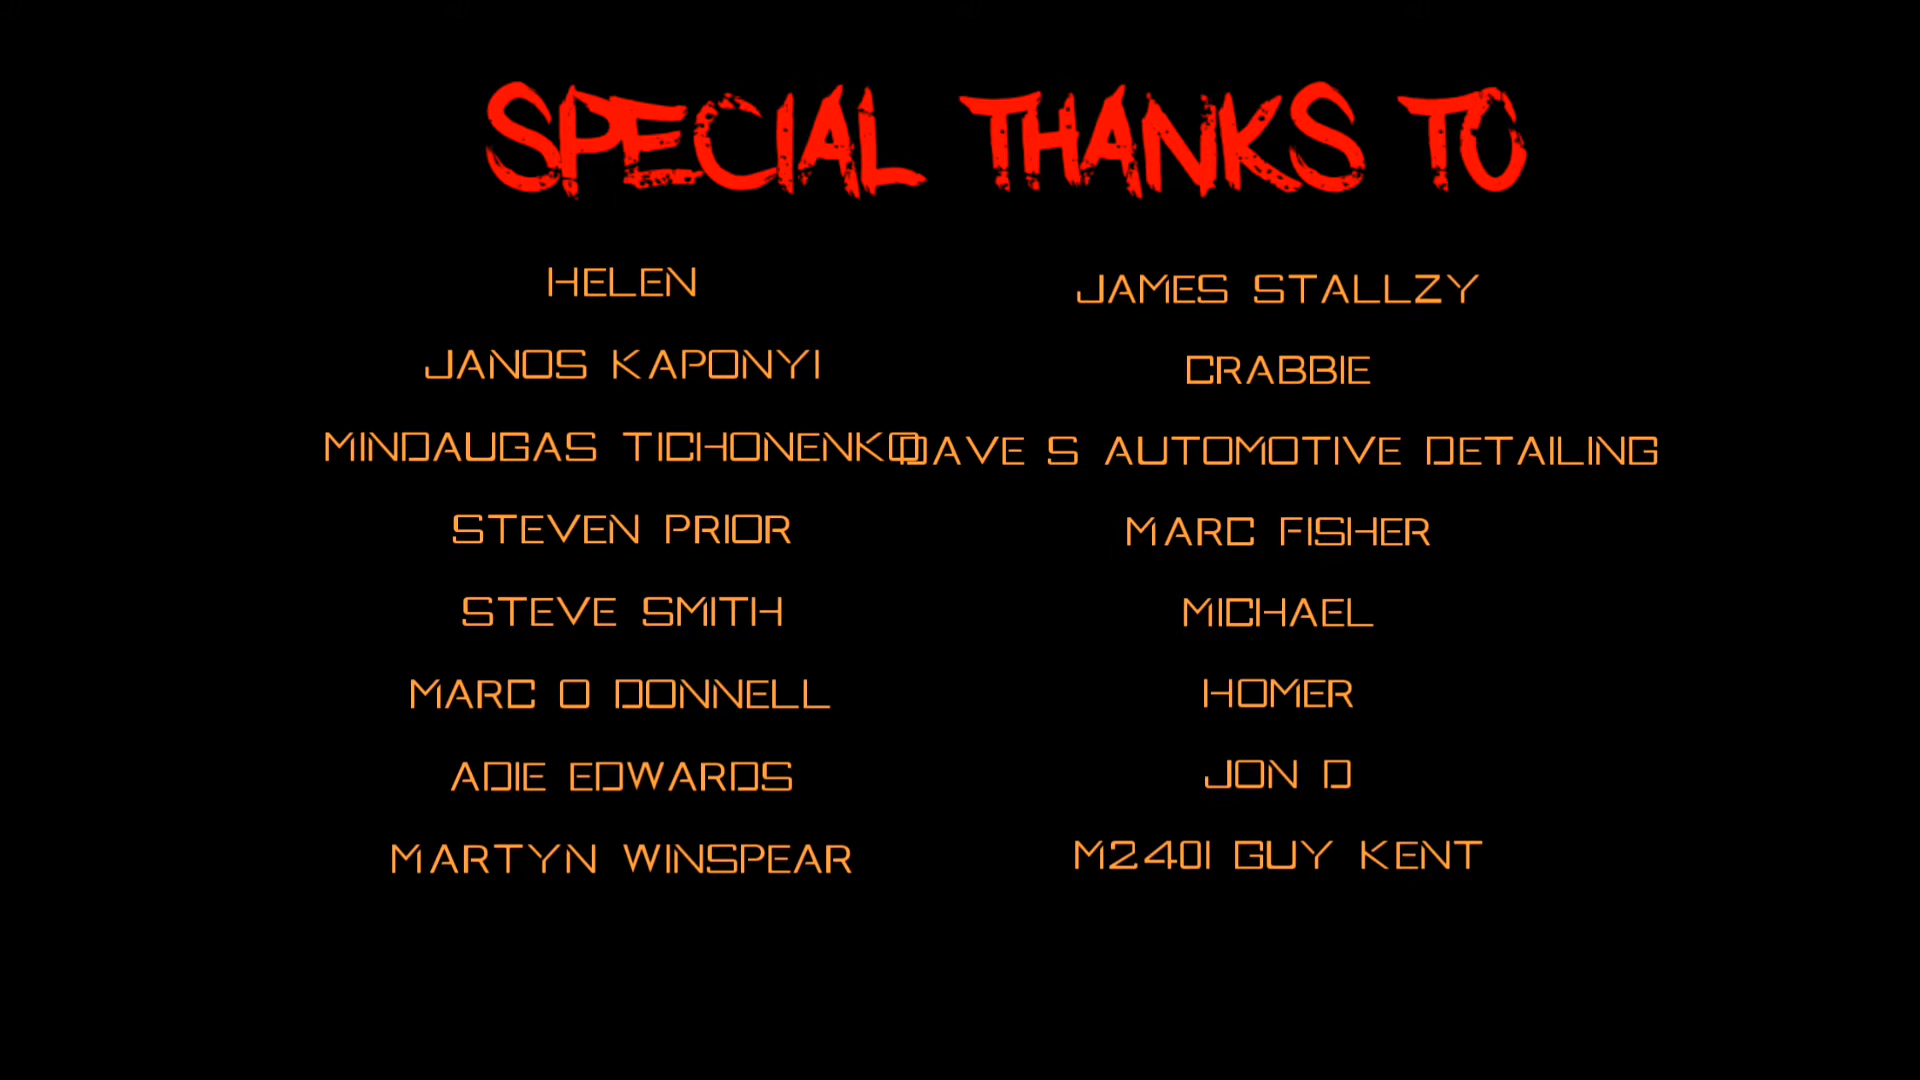 SPECIAL THANKS TO
HELEN
JANOS KAPONYI
MINDAUGAS TICHONENKO
STEVEN PRIOR
STEVE SMITH
MARC O DONNELL
ADIE EDWARDS
MARTYN WINSPEAR
JAMES STALLZY
CRABBIE
DAVE S AUTOMOTIVE DETAILING
MARC FISHER
MICHAEL
HOMER
JON D
M240I GUY KENT